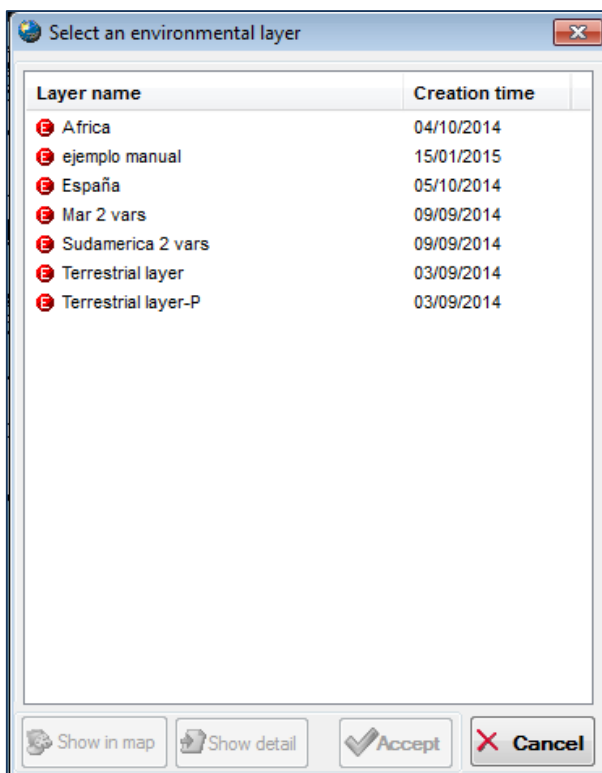 Select an environmental layer
Layer name Creation time
E Africa 04/10/2014
E ejemplo manual 15/01/2015
E España 05/10/2014
E Mar 2 vars 09/09/2014
E Sudamerica 2 vars 09/09/2014
E Terrestrial layer 03/09/2014
E Terrestrial layer-P 03/09/2014
Show in map Show detail Accept Cancel